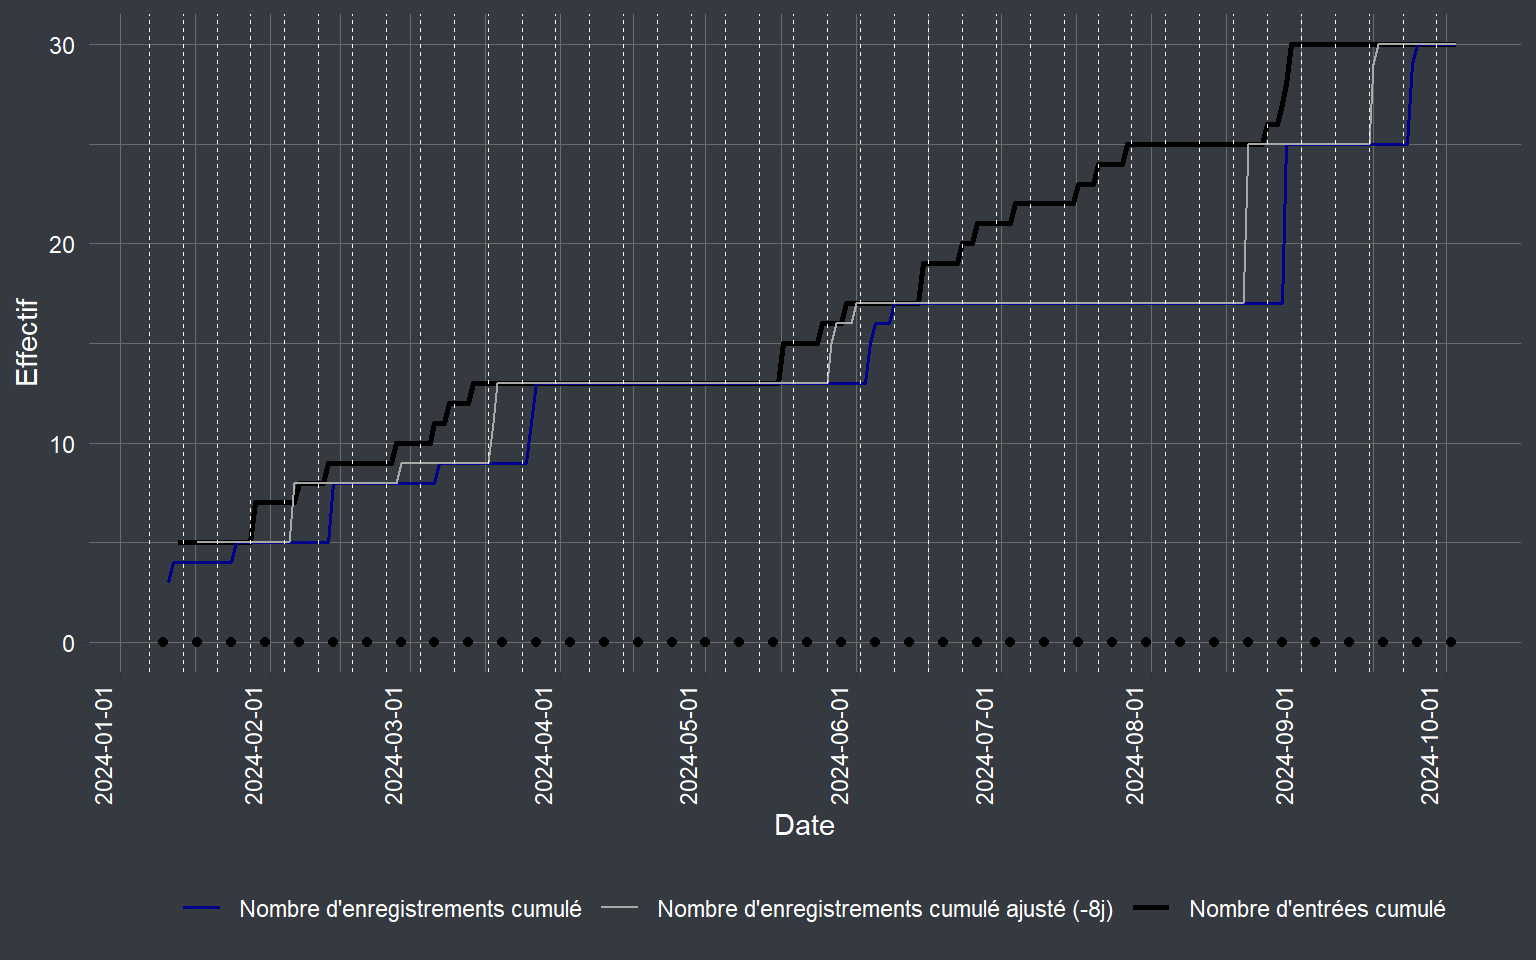 30
20
10
0
Effectif
2024-01-01
2024-02-01
2024-03-01
2024-04-01
2024-05-01
2024-06-01
2024-07-01
2024-08-01
2024-09-01
2024-10-01
Date
Nombre d'enregistrements cumulé
Nombre d'enregistrements cumulé ajusté (-8j)
Nombre d'entrées cumulé